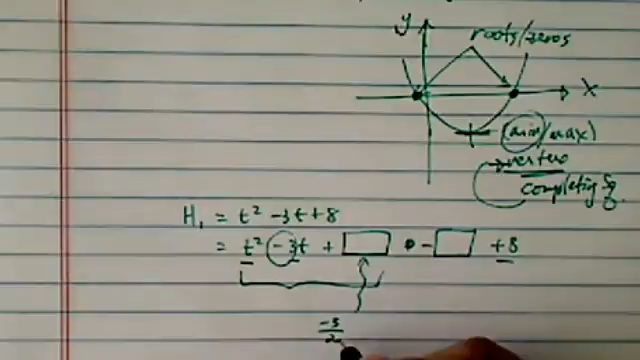 y
roots/zeros
x
(min/max)
vertex
completing sq
H₁ = t² - 3t + 8
= t² - 3t + □ - □ + 8
-3/2